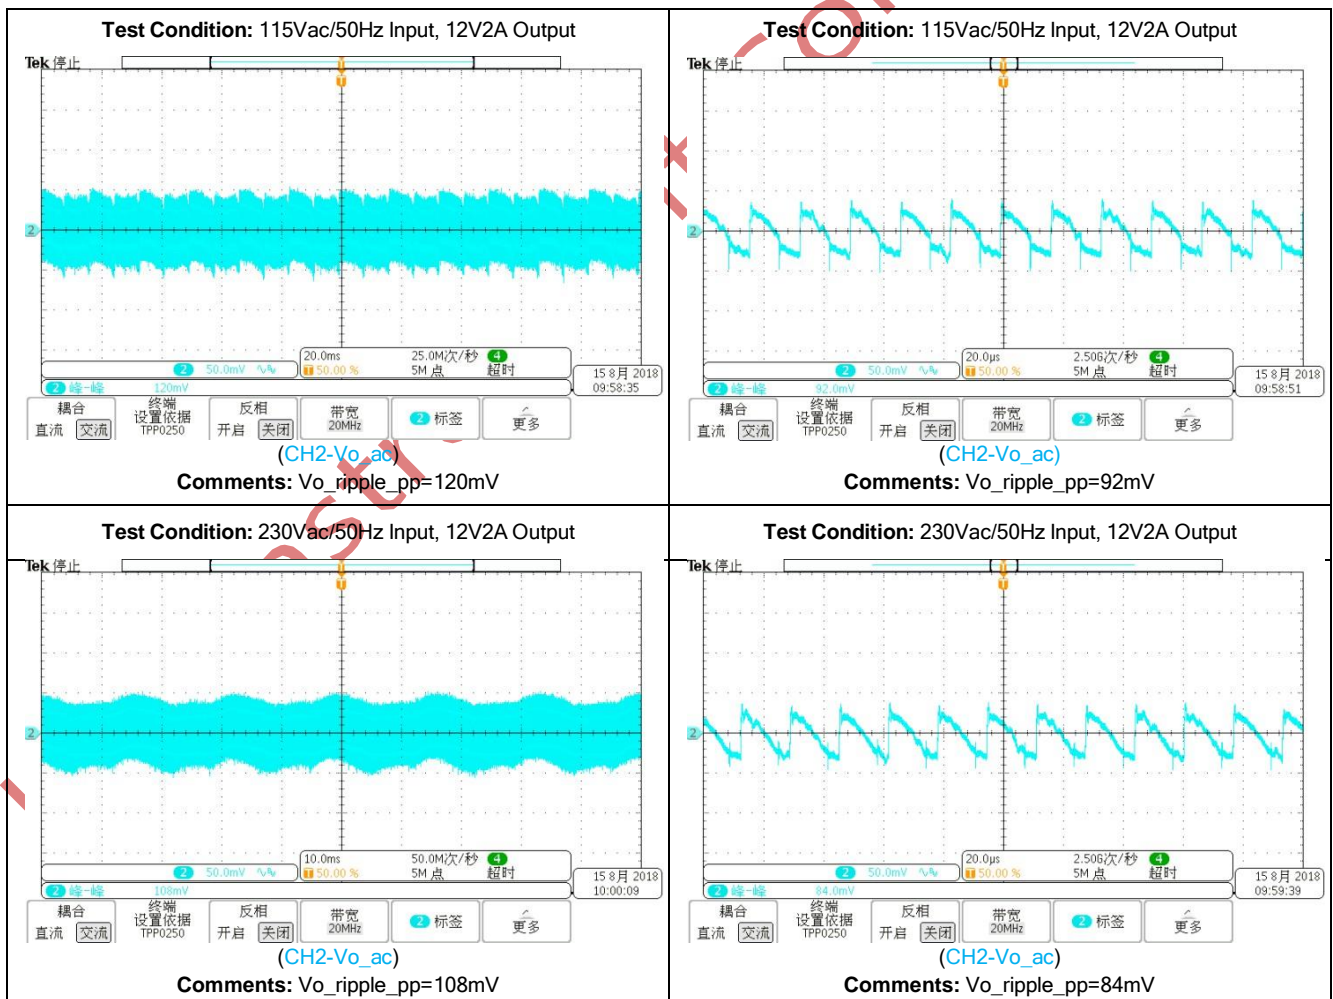 Test Condition: 115Vac/50Hz Input, 12V2A Output
Tek 停止
T
T
2
2 50.0mV
20.0ms 25.0M次/秒 4
T 50.00 % 5M 点 超时
15 8月 2018
09:58:35
2 峰-峰 120mV
耦合
直流 交流
终端
设置依据
TPP0250
反相
开启 关闭
带宽
20MHz
2 标签
更多
(CH2-Vo_ac)
Comments: Vo_ripple_pp=120mV
Test Condition: 115Vac/50Hz Input, 12V2A Output
Tek 停止
T
T
2
2 50.0mV
20.0µs 2.50G次/秒 4
T 50.00 % 5M 点 超时
15 8月 2018
09:58:51
2 峰-峰 92.0mV
耦合
直流 交流
终端
设置依据
TPP0250
反相
开启 关闭
带宽
20MHz
2 标签
更多
(CH2-Vo_ac)
Comments: Vo_ripple_pp=92mV
Test Condition: 230Vac/50Hz Input, 12V2A Output
Tek 停止
T
T
2
2 50.0mV
10.0ms 50.0M次/秒 4
T 50.00 % 5M 点 超时
15 8月 2018
10:00:09
2 峰-峰 108mV
耦合
直流 交流
终端
设置依据
TPP0250
反相
开启 关闭
带宽
20MHz
2 标签
更多
(CH2-Vo_ac)
Comments: Vo_ripple_pp=108mV
Test Condition: 230Vac/50Hz Input, 12V2A Output
Tek 停止
T
T
2
2 50.0mV
20.0µs 2.50G次/秒 4
T 50.00 % 5M 点 超时
15 8月 2018
09:59:39
2 峰-峰 84.0mV
耦合
直流 交流
终端
设置依据
TPP0250
反相
开启 关闭
带宽
20MHz
2 标签
更多
(CH2-Vo_ac)
Comments: Vo_ripple_pp=84mV